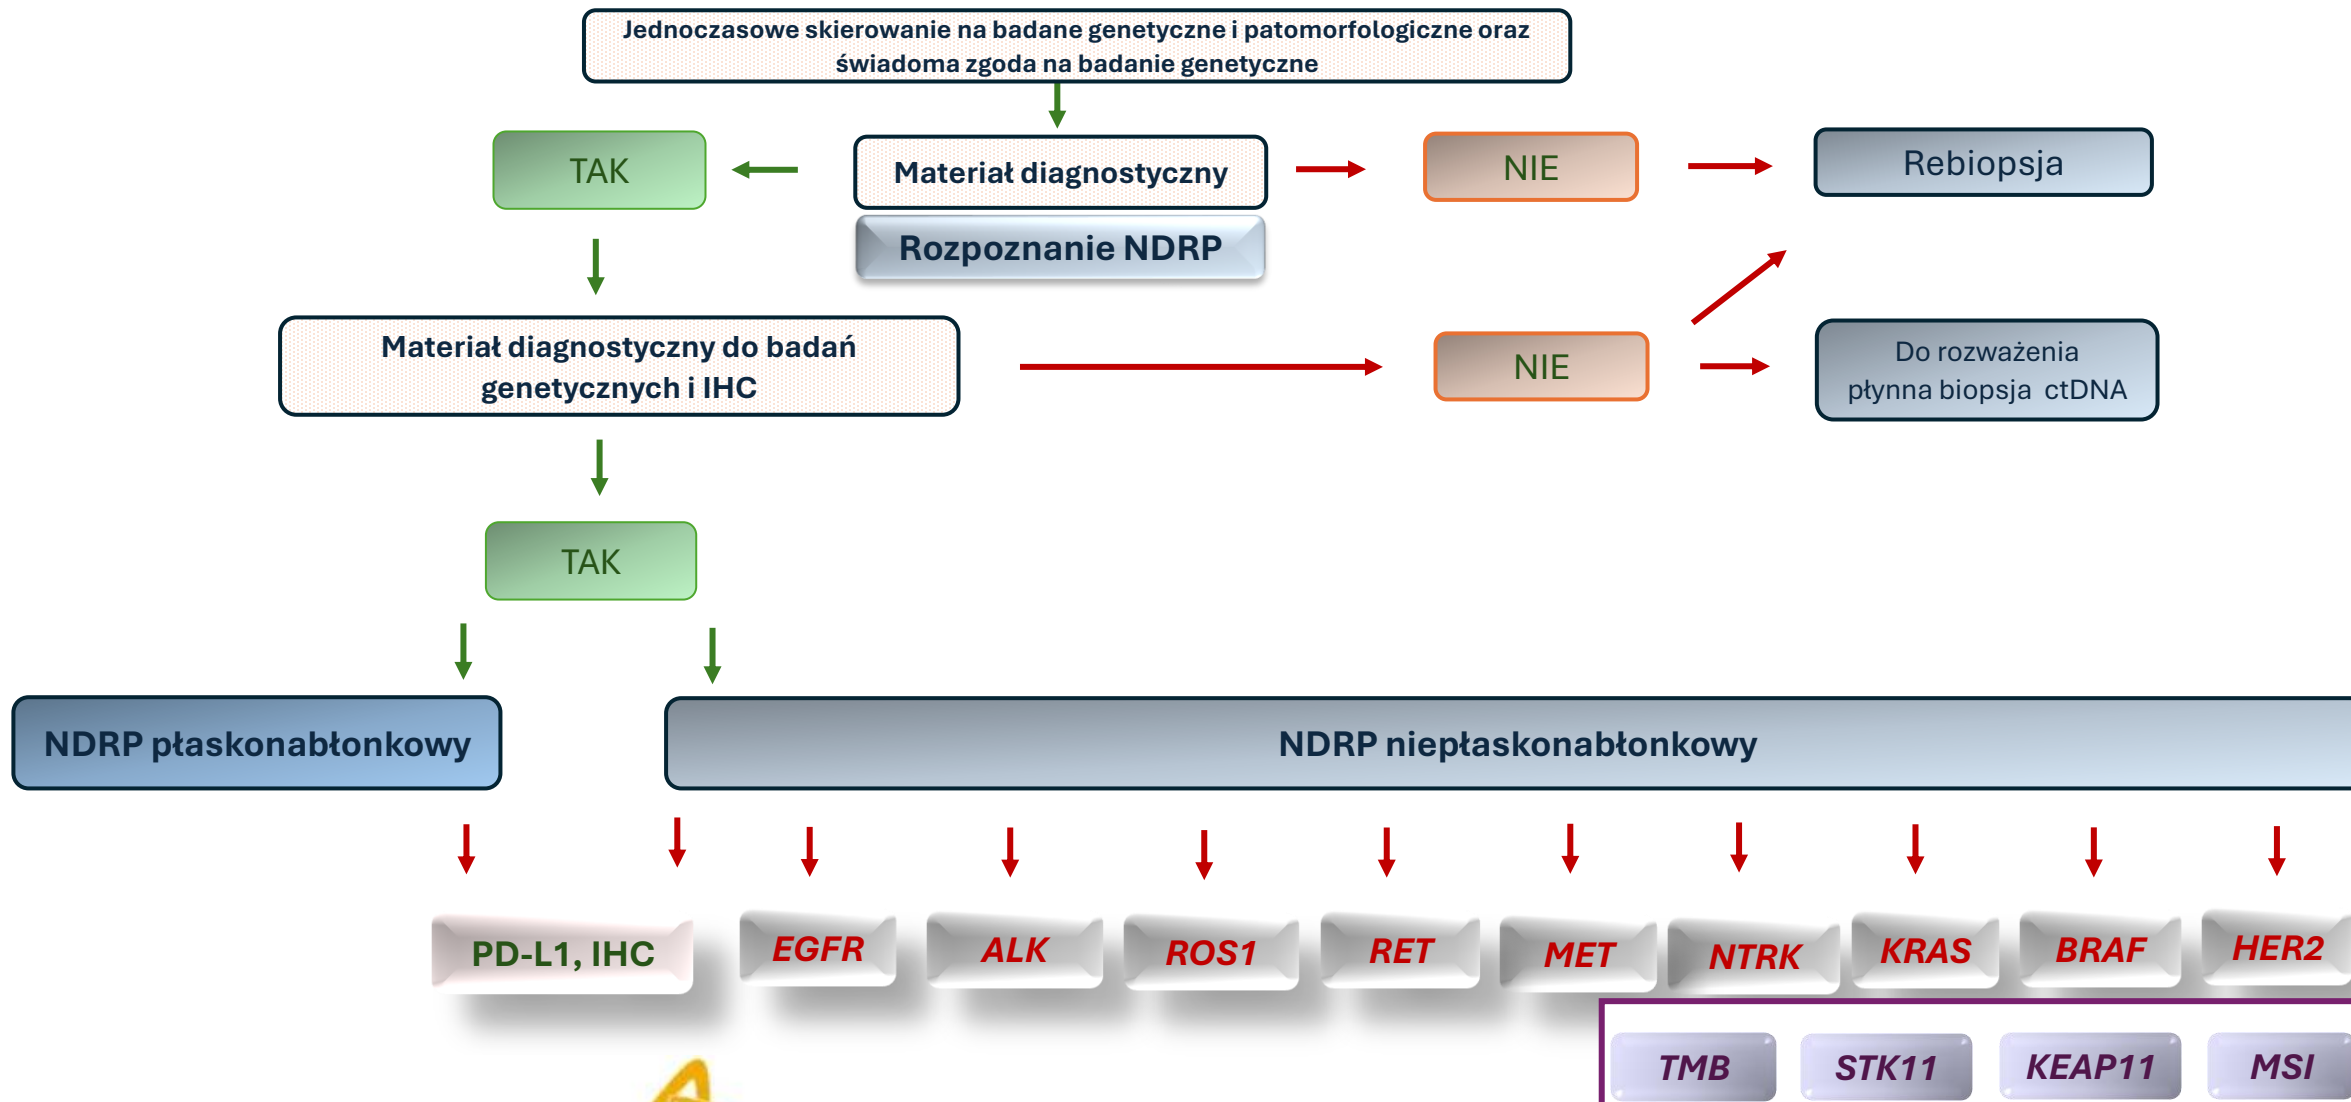 Jednoczasowe skierowanie na badane genetyczne i patomorfologiczne oraz
świadoma zgoda na badanie genetyczne
TAK
Materiał diagnostyczny
NIE
Rebiopsja
Rozpoznanie NDRP
Materiał diagnostyczny do badań
genetycznych i IHC
NIE
Do rozważenia
płynna biopsja ctDNA
TAK
NDRP płaskonabłonkowy
NDRP niepłaskonabłonkowy
PD-L1, IHC
EGFR
ALK
ROS1
RET
MET
NTRK
KRAS
BRAF
HER2
TMB
STK11
KEAP11
MSI